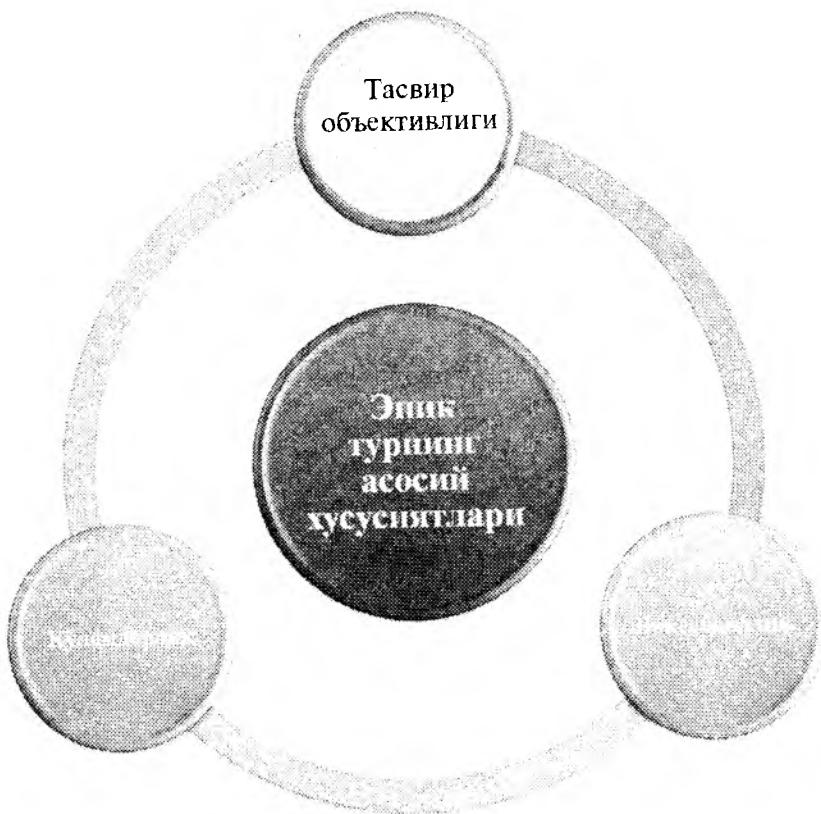 Тасвир
объективлиги
Эпик
турнинг
асосий
хусусиятлари